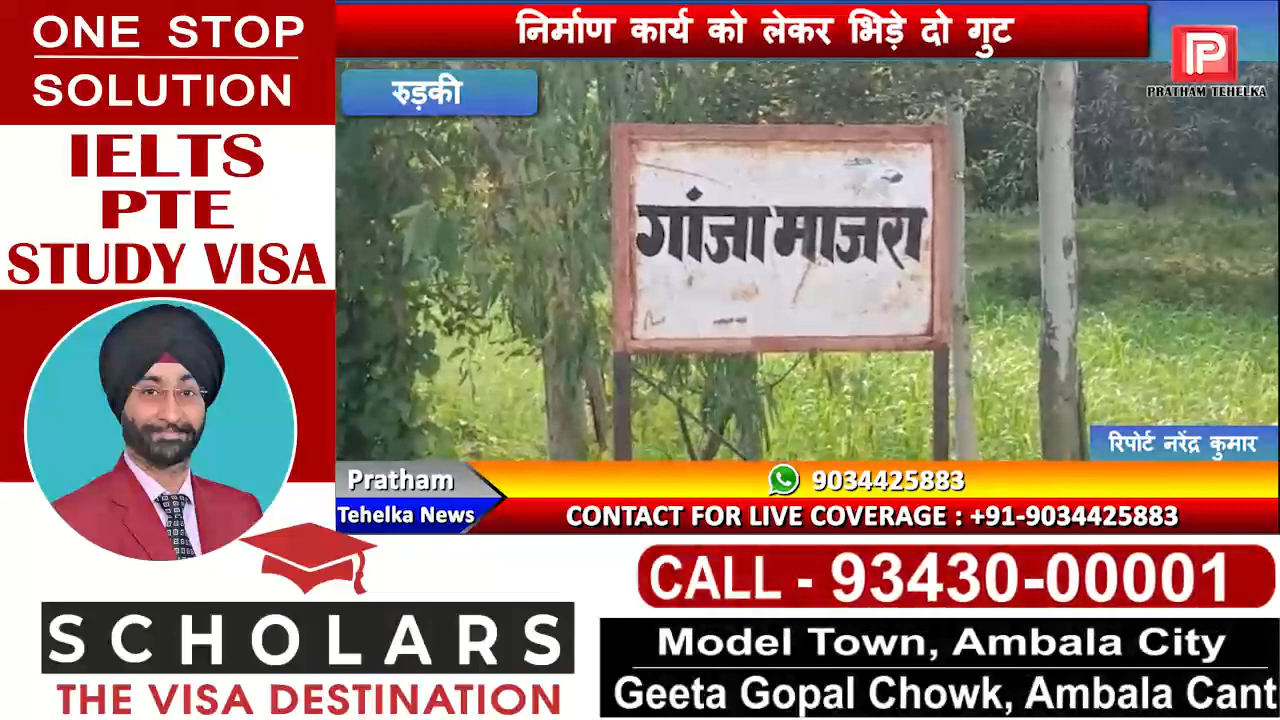 ONE STOP
SOLUTION
IELTS
PTE
STUDY VISA
निर्माण कार्य को लेकर भिड़े दो गुट
रुड़की
PRATHAM TEHELKA
गांजा माजरा
रिपोर्ट नरेंद्र कुमार
Pratham
Tehelka News
9034425883
CONTACT FOR LIVE COVERAGE : +91-9034425883
SCHOLARS
THE VISA DESTINATION
CALL - 93430-00001
Model Town, Ambala City
Geeta Gopal Chowk, Ambala Cant